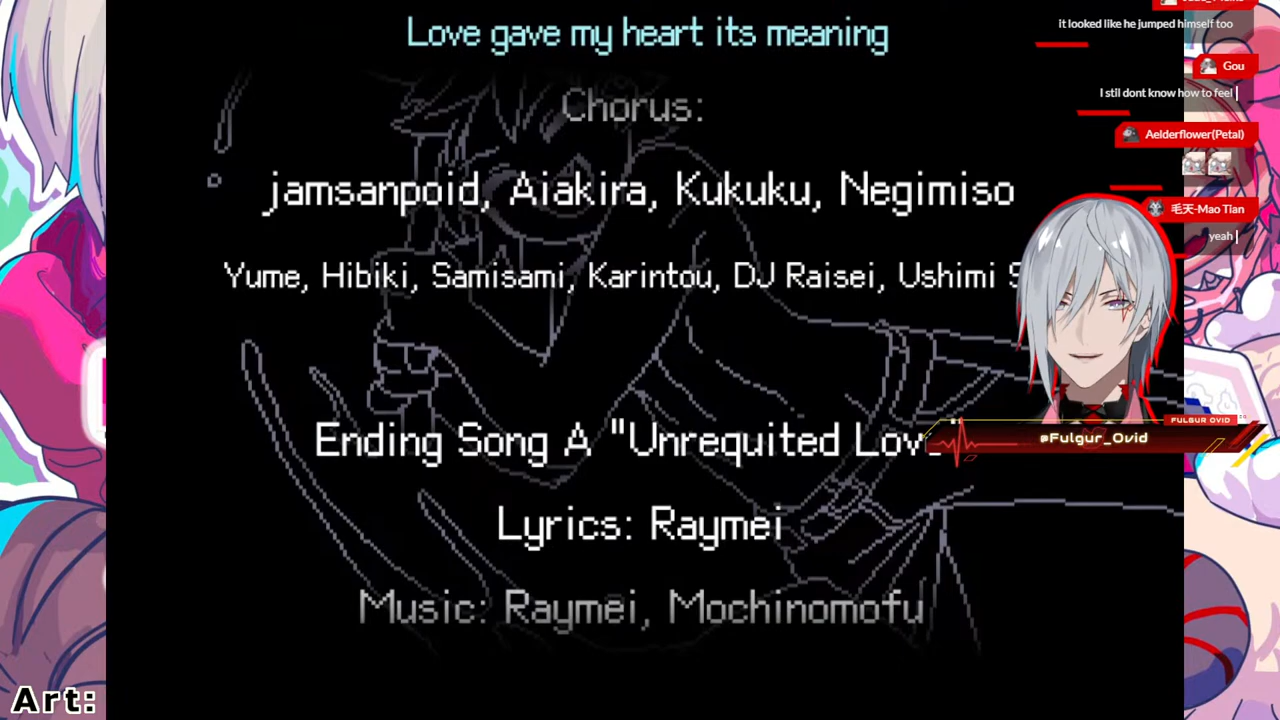 Love gave my heart its meaning
Chorus:
jamsanpoid, Aiakira, Kukuku, Negimiso
Yume, Hibiki, Samisami, Karintou, DJ Raisei, Ushimi S
Ending Song A "Unrequited Love"
Lyrics: Raymei
Music: Raymei, Mochinomofu
it looked like he jumped himself too
Gou
I stil dont know how to feel
Aelderflower(Petal)
毛天-Mao Tian
yeah
FULGUR OVID
@Fulgur_Ovid
Art: